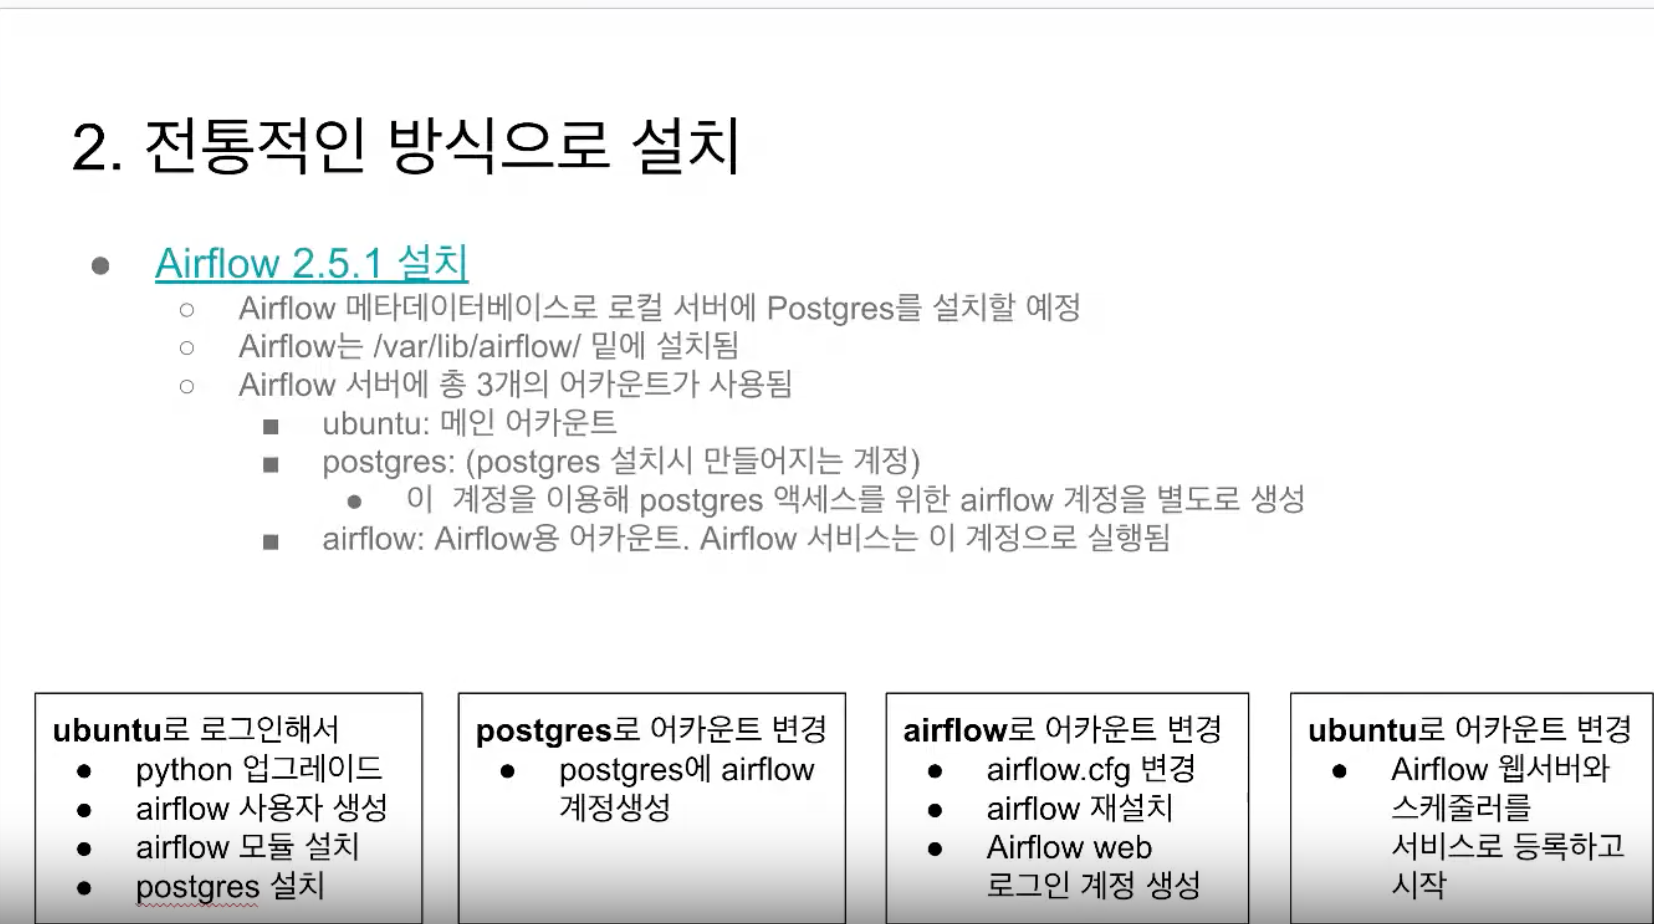 2. 전통적인 방식으로 설치
● Airflow 2.5.1 설치
○ Airflow 메타데이터베이스로 로컬 서버에 Postgres를 설치할 예정
○ Airflow는 /var/lib/airflow/ 밑에 설치됨
○ Airflow 서버에 총 3개의 어카운트가 사용됨
■ ubuntu: 메인 어카운트
■ postgres: (postgres 설치시 만들어지는 계정)
● 이 계정을 이용해 postgres 액세스를 위한 airflow 계정을 별도로 생성
■ airflow: Airflow용 어카운트. Airflow 서비스는 이 계정으로 실행됨
ubuntu로 로그인해서
● python 업그레이드
● airflow 사용자 생성
● airflow 모듈 설치
● postgres 설치
postgres로 어카운트 변경
● postgres에 airflow
계정생성
airflow로 어카운트 변경
● airflow.cfg 변경
● airflow 재설치
● Airflow web
로그인 계정 생성
ubuntu로 어카운트 변경
● Airflow 웹서버와
스케줄러를
서비스로 등록하고
시작